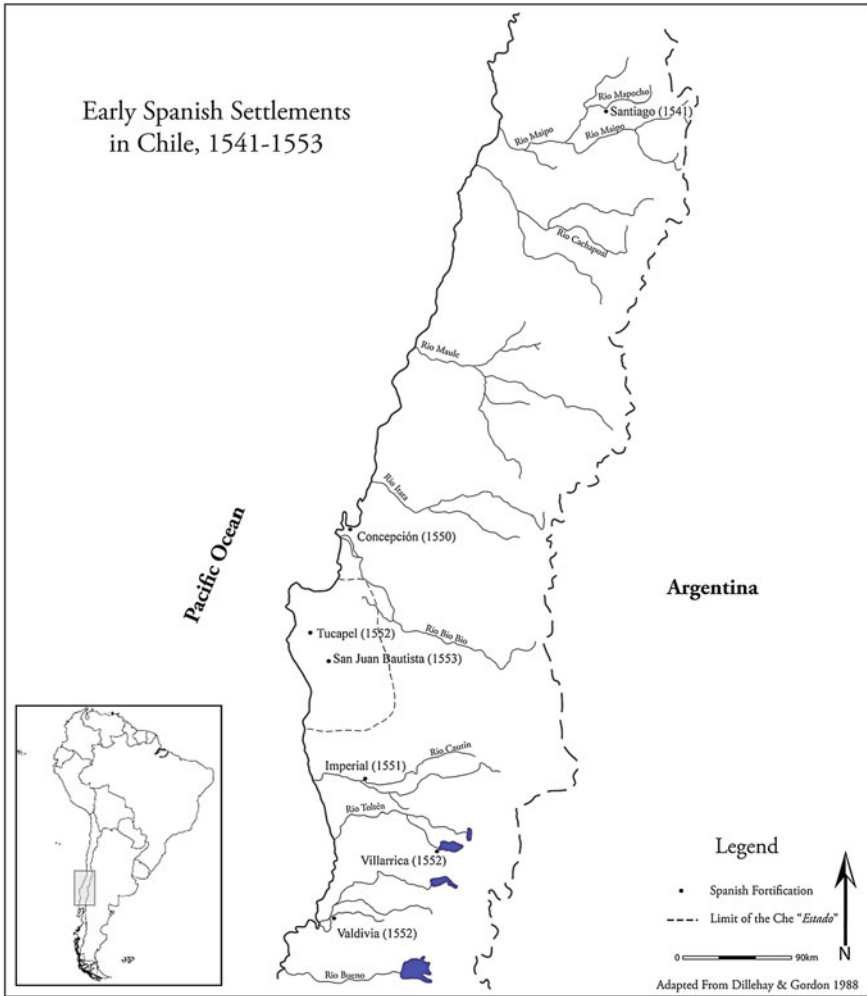 Early Spanish Settlements
in Chile, 1541-1553
Rio Mapocho
Santiago (1541)
Rio Maipo
Rio Maipo
Rio Cachapoal
Rio Maule
Rio Itata
Concepción (1550)
Pacific Ocean
Argentina
Tucapel (1552)
Rio Bio Bio
San Juan Bautista (1553)
Rio Cautín
Imperial (1551)
Rio Toltén
Villarrica (1552)
Valdivia (1552)
Rio Bueno
Legend
Spanish Fortification
Limit of the Che "Estado"
N
0 90km
Adapted From Dillehay & Gordon 1988